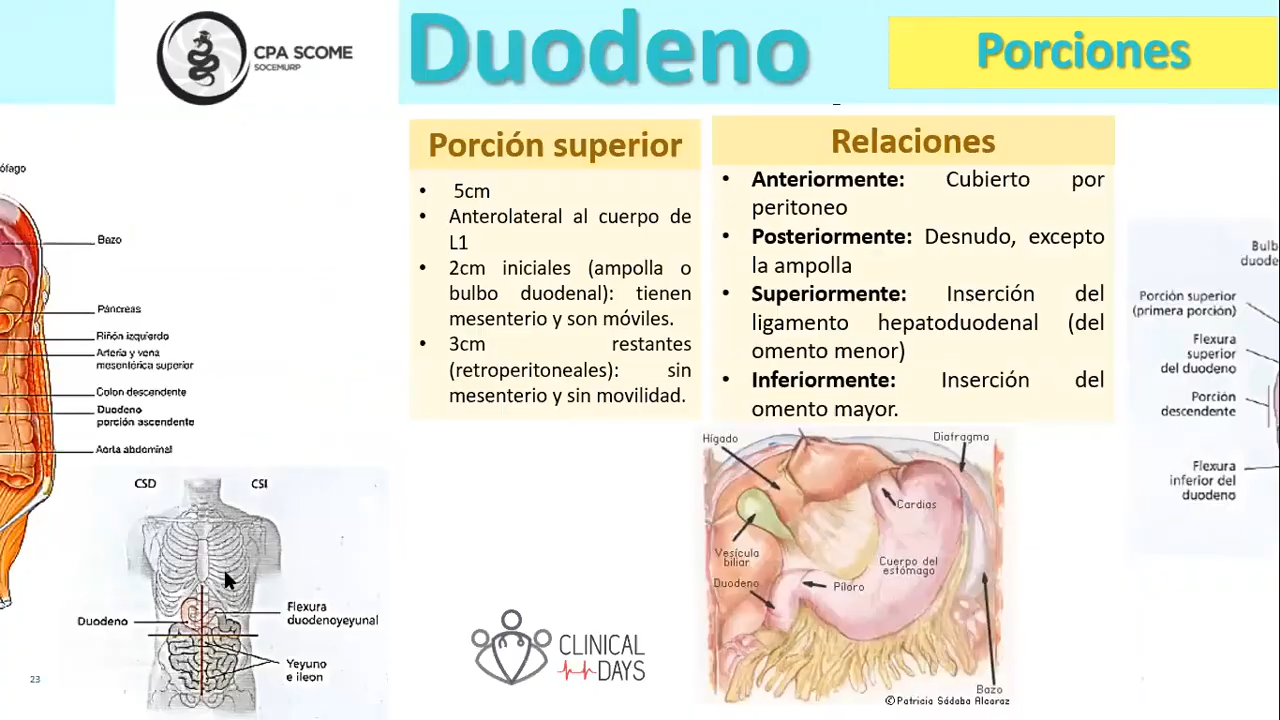 CPA SCOME
SOCEMURP
Duodeno
Porciones
Porción superior
• 5cm
• Anterolateral al cuerpo de
L1
• 2cm iniciales (ampolla o
bulbo duodenal): tienen
mesenterio y son móviles.
• 3cm restantes
(retroperitoneales): sin
mesenterio y sin movilidad.
Relaciones
• Anteriormente: Cubierto por
peritoneo
• Posteriormente: Desnudo, excepto
la ampolla
• Superiormente: Inserción del
ligamento hepatoduodenal (del
omento menor)
• Inferiormente: Inserción del
omento mayor.
ófago
Bazo
Páncreas
Riñón izquierdo
Arteria y vena
mesentérica superior
Colon descendente
Duodeno
porción ascendente
Aorta abdominal
CSD
CSI
Duodeno
Flexura
duodenoyeyunal
Yeyuno
e íleon
23
CLINICAL
DAYS
Hígado
Diafragma
Cardias
Vesícula
biliar
Cuerpo del
estómago
Duodeno
Píloro
Bazo
©Patricia Sádaba Alcaraz
Bulb
duode
Porción superior
(primera porción)
Flexura
superior
del duodeno
Porción
descendente
Flexura
inferior del
duodeno